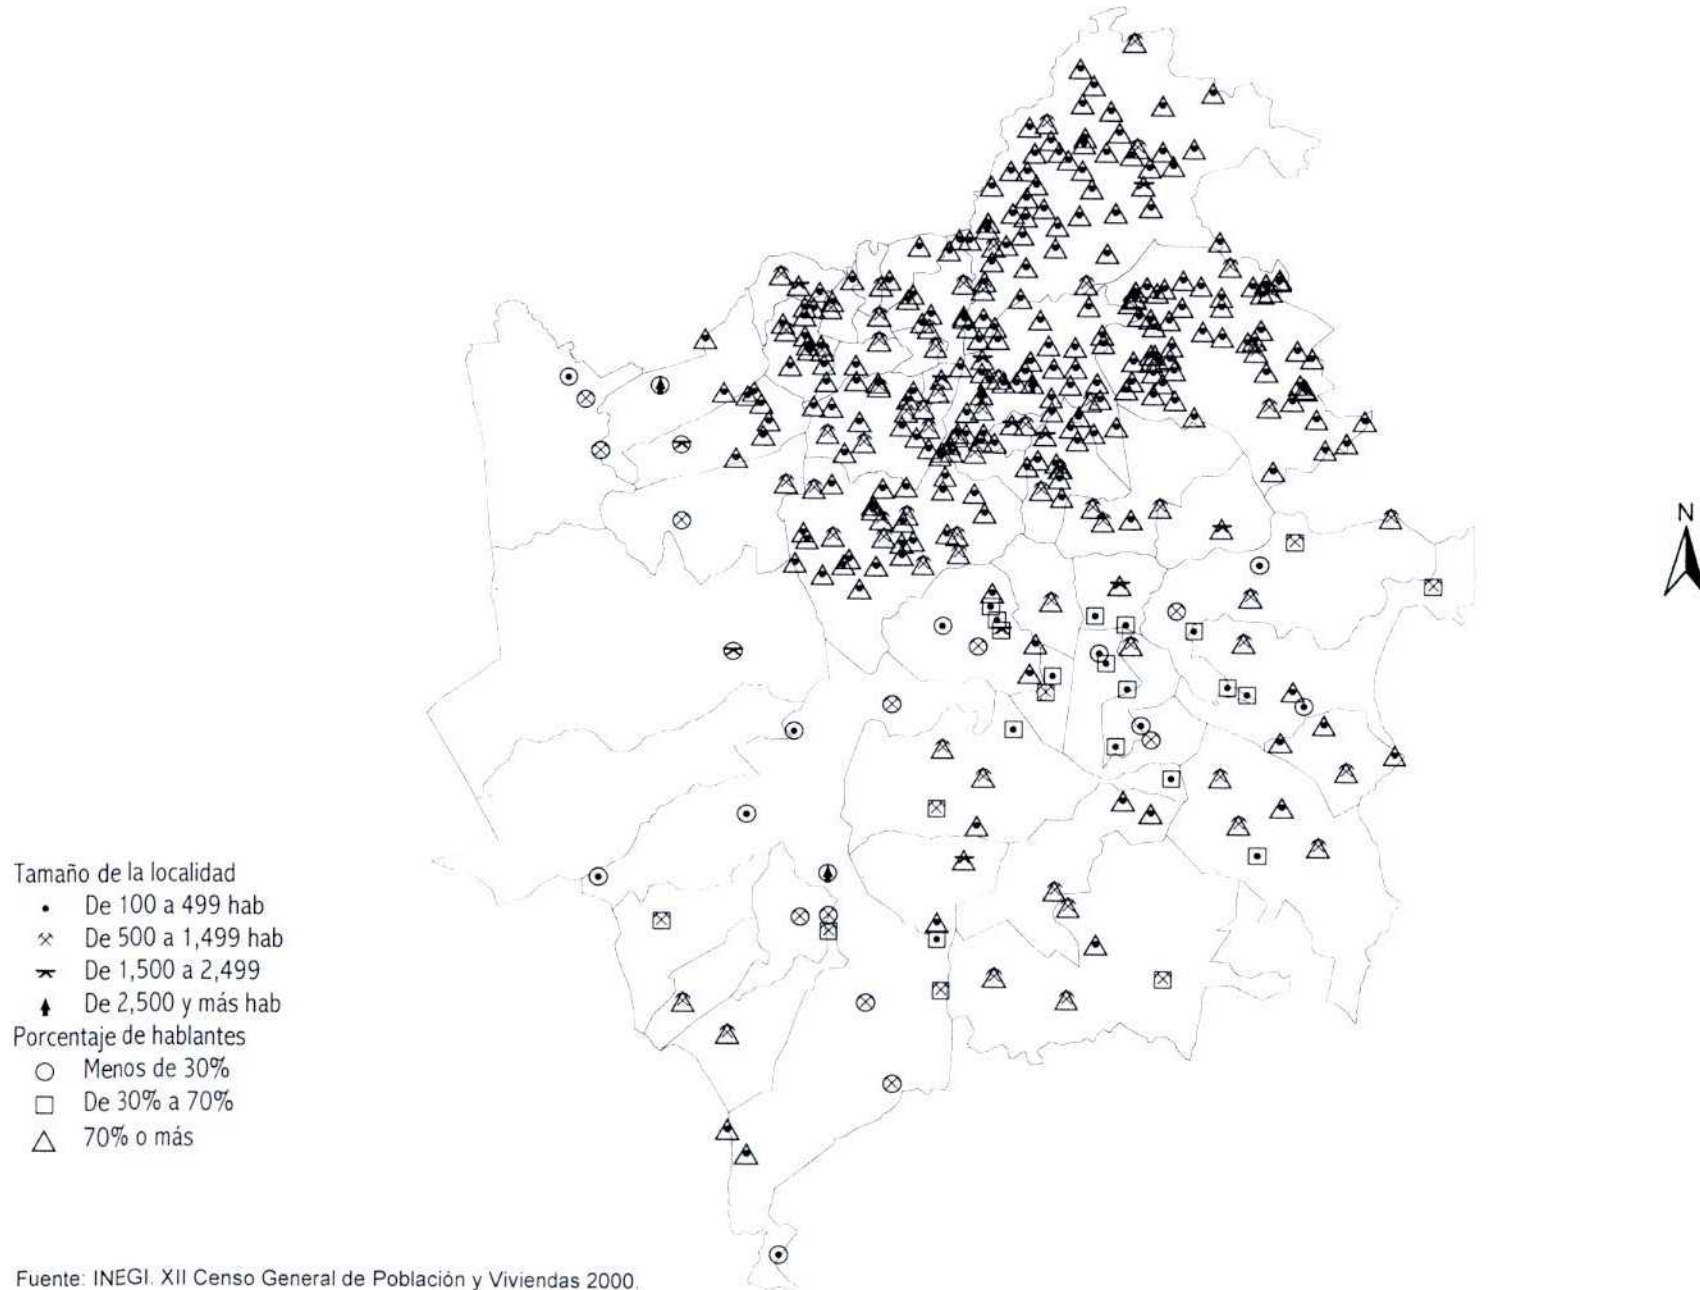 N
Tamaño de la localidad
De 100 a 499 hab
De 500 a 1,499 hab
De 1,500 a 2,499
De 2,500 y más hab
Porcentaje de hablantes
Menos de 30%
De 30% a 70%
70% o más
Fuente: INEGI. XII Censo General de Población y Viviendas 2000.